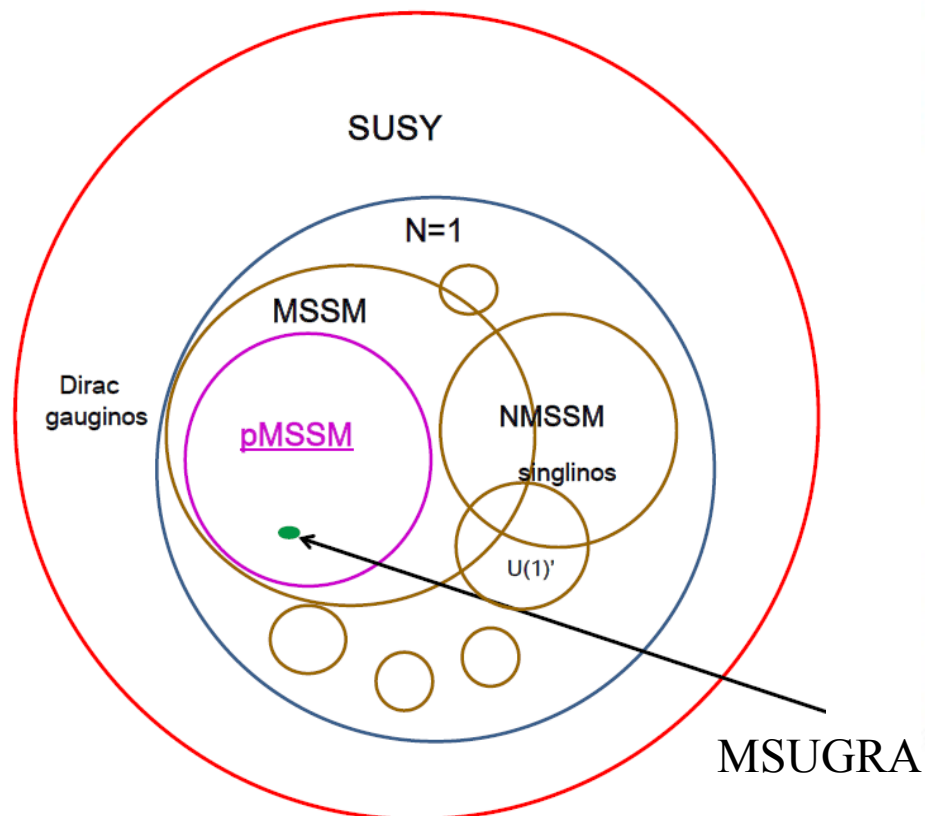 SUSY
N=1
MSSM
Dirac
gauginos
NMSSM
pMSSM
singlinos
U(1)'
MSUGRA